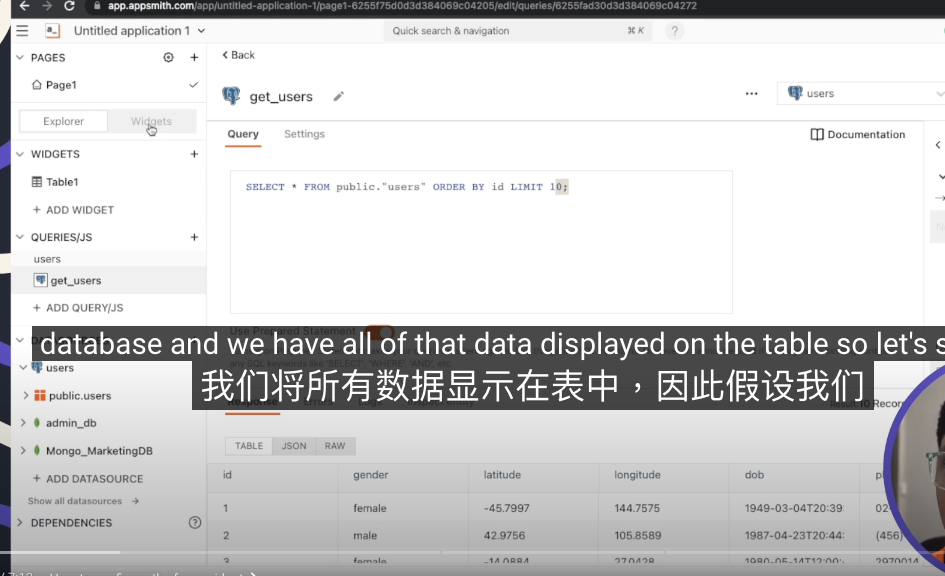 app.appsmith.com/app/untitled-application-1/page1-6255f75d0d3d384069c04205/edit/queries/6255fad30d3d384069c04272
Untitled application 1
Quick search & navigation
⌘ K
?
PAGES
Page1
Explorer
Widgets
WIDGETS
Table1
+ ADD WIDGET
QUERIES/JS
users
get_users
+ ADD QUERY/JS
users
public.users
admin_db
Mongo_MarketingDB
+ ADD DATASOURCE
Show all datasources
DEPENDENCIES
?
Back
get_users
users
Query
Settings
Documentation
SELECT * FROM public."users" ORDER BY id LIMIT 10;
Use Prepared Statement
database and we have all of that data displayed on the table so let's s
我们将所有数据显示在表中，因此假设我们
TABLE
JSON
RAW
id gender latitude longitude dob
1 female -45.7997 144.7575 1949-03-04T20:39:
2 male 42.9756 105.8589 1987-04-23T20:44: (456)
3 female -14.0884 27.0428 1980-05-14T12:00: